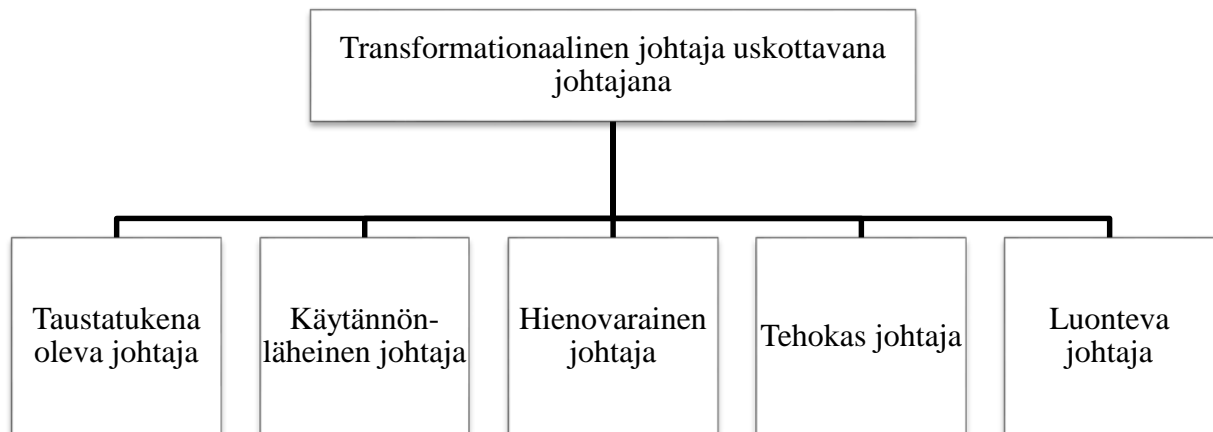 Transformationaalinen johtaja uskottavana
johtajana
Taustatukena
oleva johtaja
Käytännön-
läheinen johtaja
Hienovarainen
johtaja
Tehokas johtaja
Luonteva
johtaja